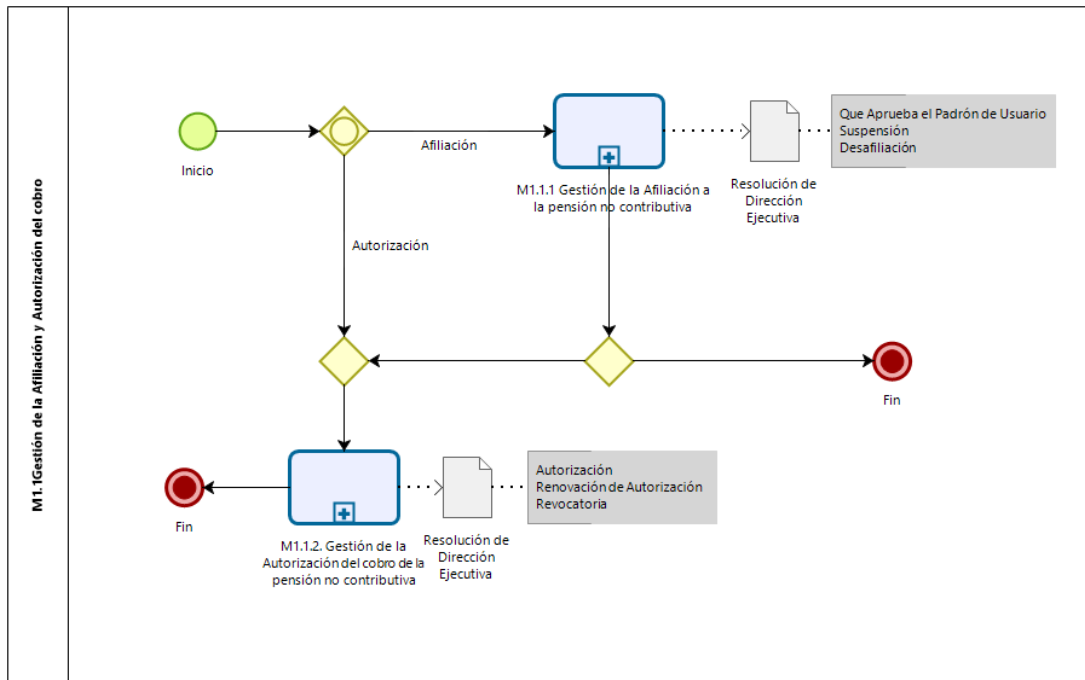 M1.1Gestión de la Afiliación y Autorización del cobro
Inicio
Afiliación
M1.1.1 Gestión de la Afiliación a
la pensión no contributiva
Resolución de
Dirección
Ejecutiva
Que Aprueba el Padrón de Usuario
Suspensión
Desafiliación
Autorización
Fin
Fin
M1.1.2. Gestión de la
Autorización del cobro de la
pensión no contributiva
Resolución de
Dirección
Ejecutiva
Autorización
Renovación de Autorización
Revocatoria